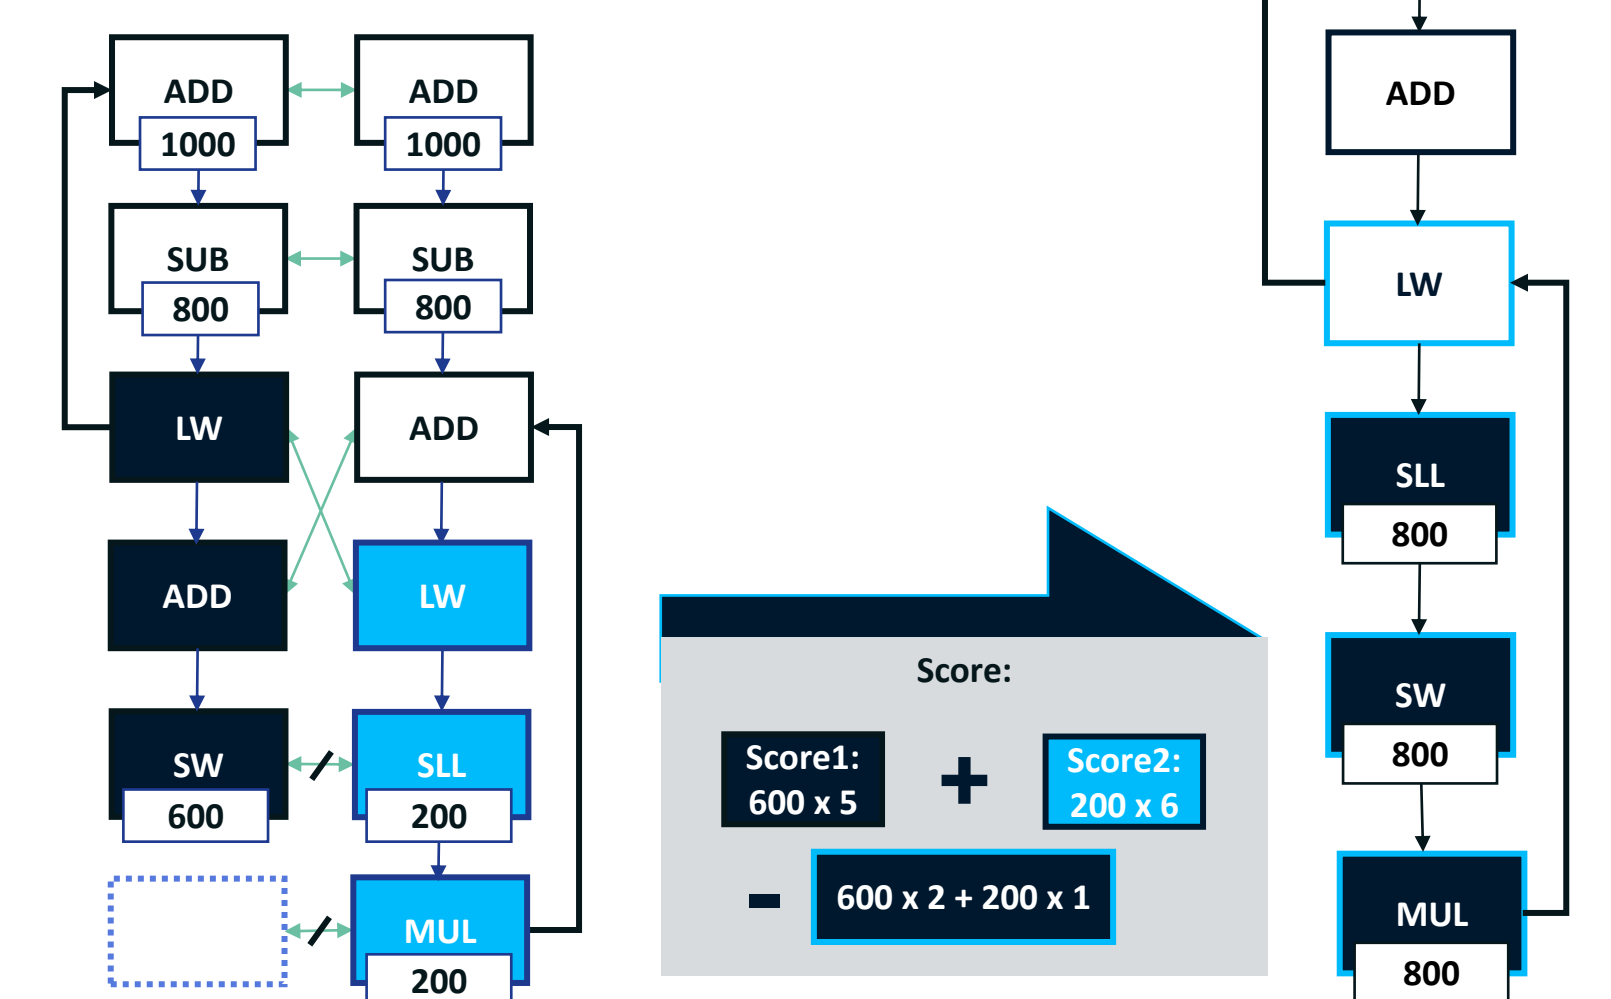 ADD
1000
SUB
800
LW
ADD
SW
600
ADD
1000
SUB
800
ADD
LW
SLL
200
MUL
200
Score:
Score1:
600 x 5
+
Score2:
200 x 6
-
600 x 2 + 200 x 1
ADD
LW
SLL
800
SW
800
MUL
800